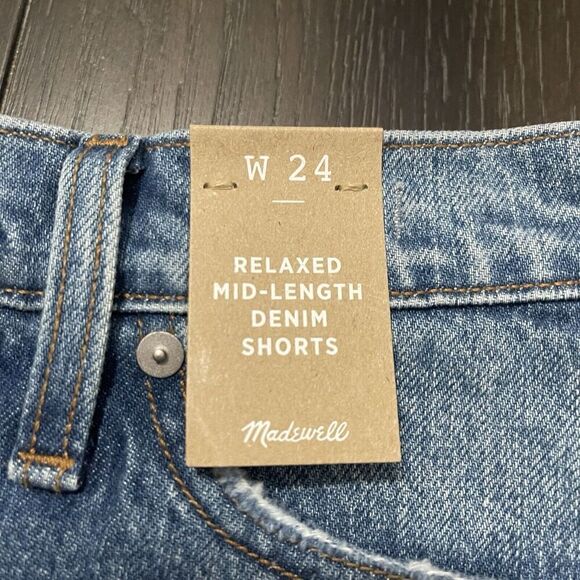 W 24
RELAXED
MID-LENGTH
DENIM
SHORTS
Madewell